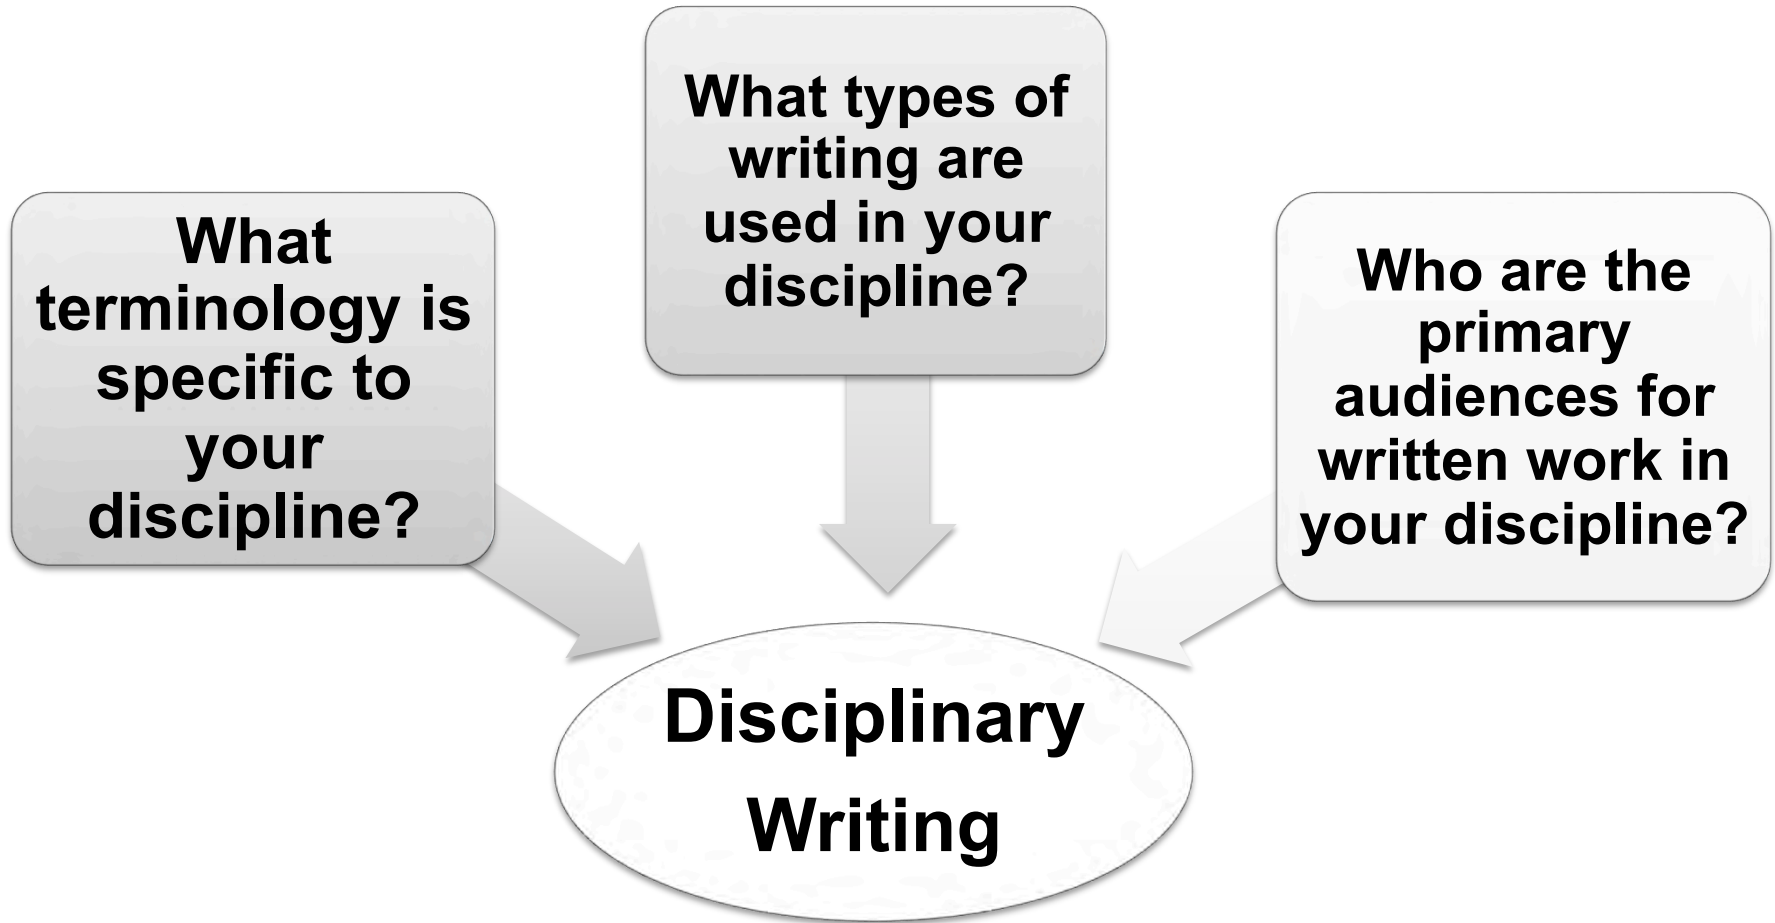 What
terminology is
specific to
your
discipline?
What types of
writing are
used in your
discipline?
Who are the
primary
audiences for
written work in
your discipline?
Disciplinary
Writing